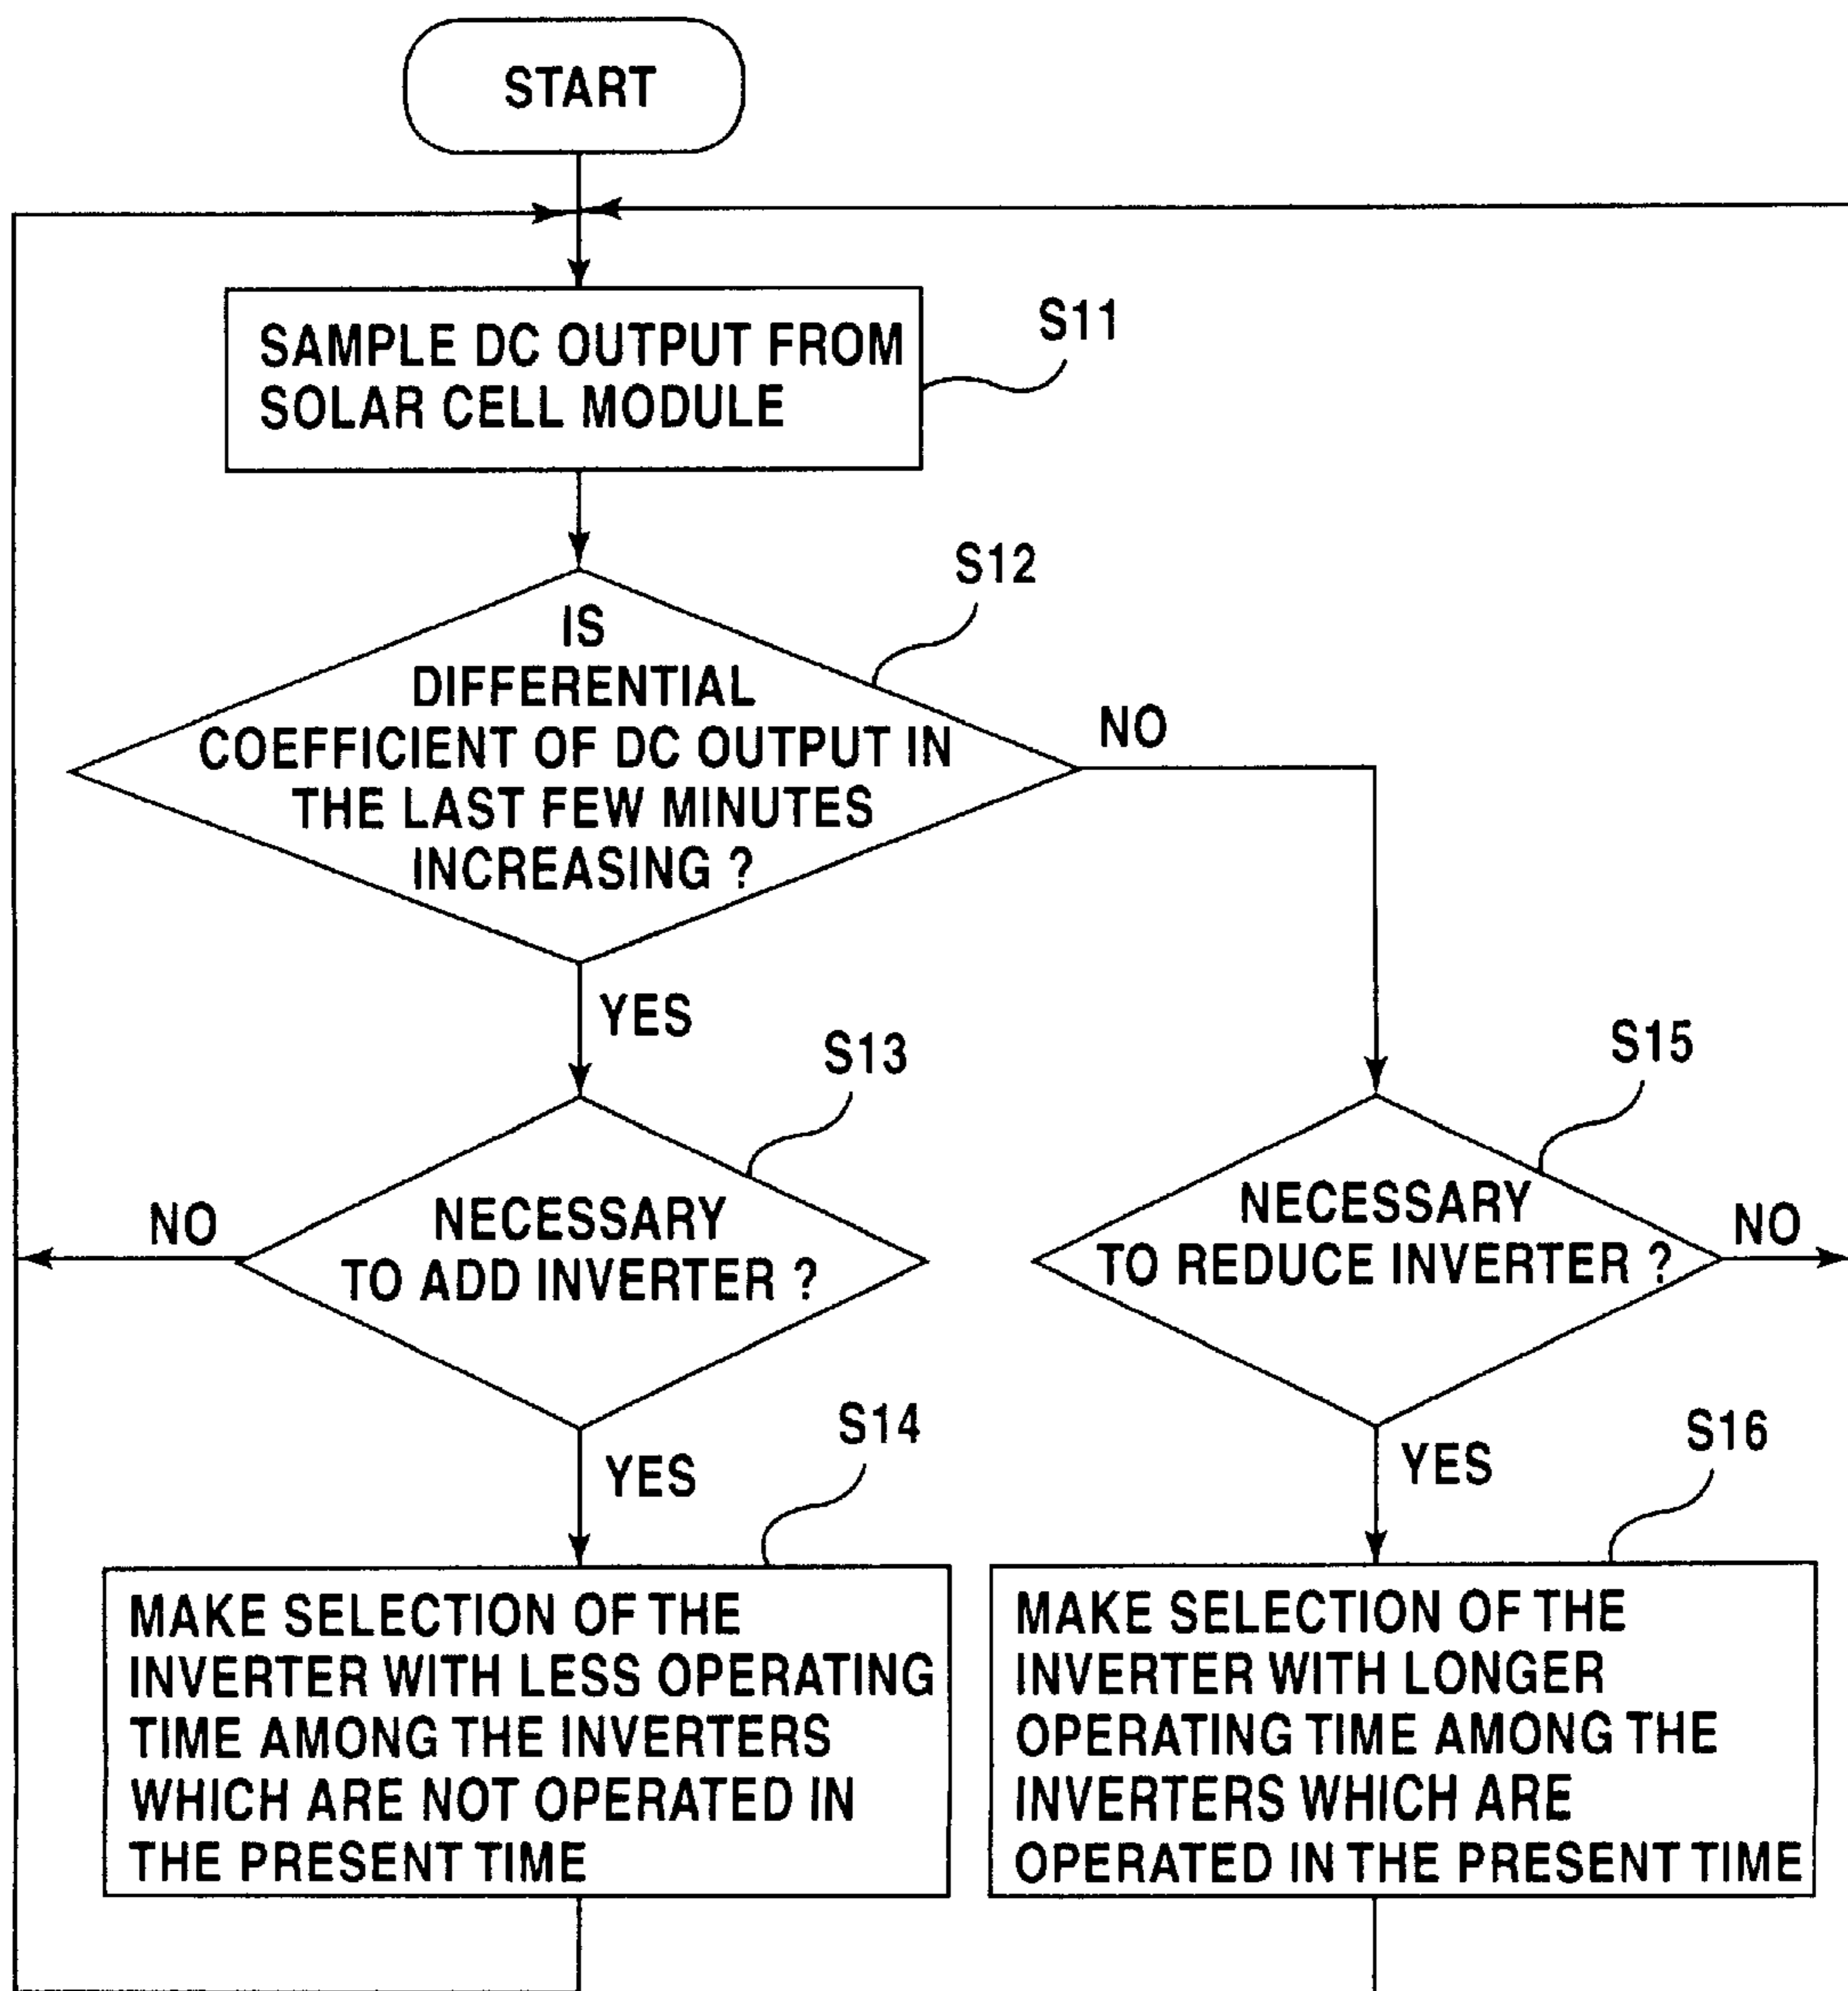 START
SAMPLE DC OUTPUT FROM
SOLAR CELL MODULE
S11
S12
IS
DIFFERENTIAL
COEFFICIENT OF DC OUTPUT IN
THE LAST FEW MINUTES
INCREASING ?
NO
YES
S13
S15
NECESSARY
TO ADD INVERTER ?
NO
NECESSARY
TO REDUCE INVERTER ?
NO
YES
S14
YES
S16
MAKE SELECTION OF THE
INVERTER WITH LESS OPERATING
TIME AMONG THE INVERTERS
WHICH ARE NOT OPERATED IN
THE PRESENT TIME
MAKE SELECTION OF THE
INVERTER WITH LONGER
OPERATING TIME AMONG THE
INVERTERS WHICH ARE
OPERATED IN THE PRESENT TIME